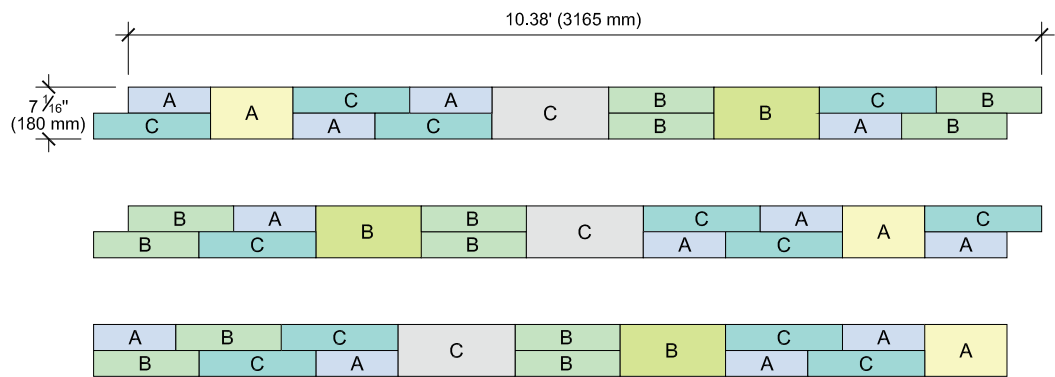 10.38' (3165 mm)
7 1⁄16"
(180 mm)
A C A B C B
A C B
C A C B A B
B A B C A C
B C A
B C B A C A
A B C B C A
C B A
B C A B A C